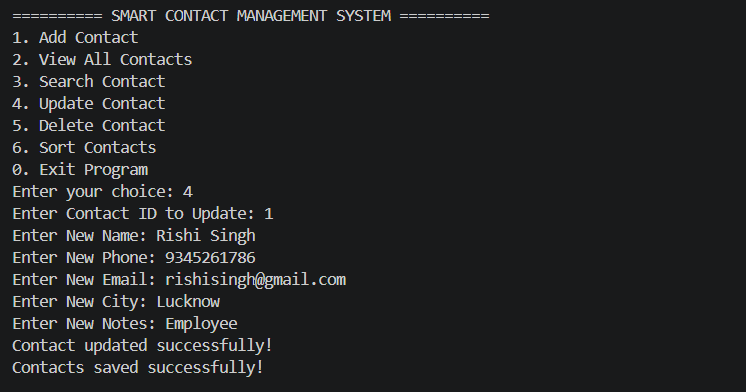 ========== SMART CONTACT MANAGEMENT SYSTEM ==========
1. Add Contact
2. View All Contacts
3. Search Contact
4. Update Contact
5. Delete Contact
6. Sort Contacts
0. Exit Program
Enter your choice: 4
Enter Contact ID to Update: 1
Enter New Name: Rishi Singh
Enter New Phone: 9345261786
Enter New Email: rishisingh@gmail.com
Enter New City: Lucknow
Enter New Notes: Employee
Contact updated successfully!
Contacts saved successfully!